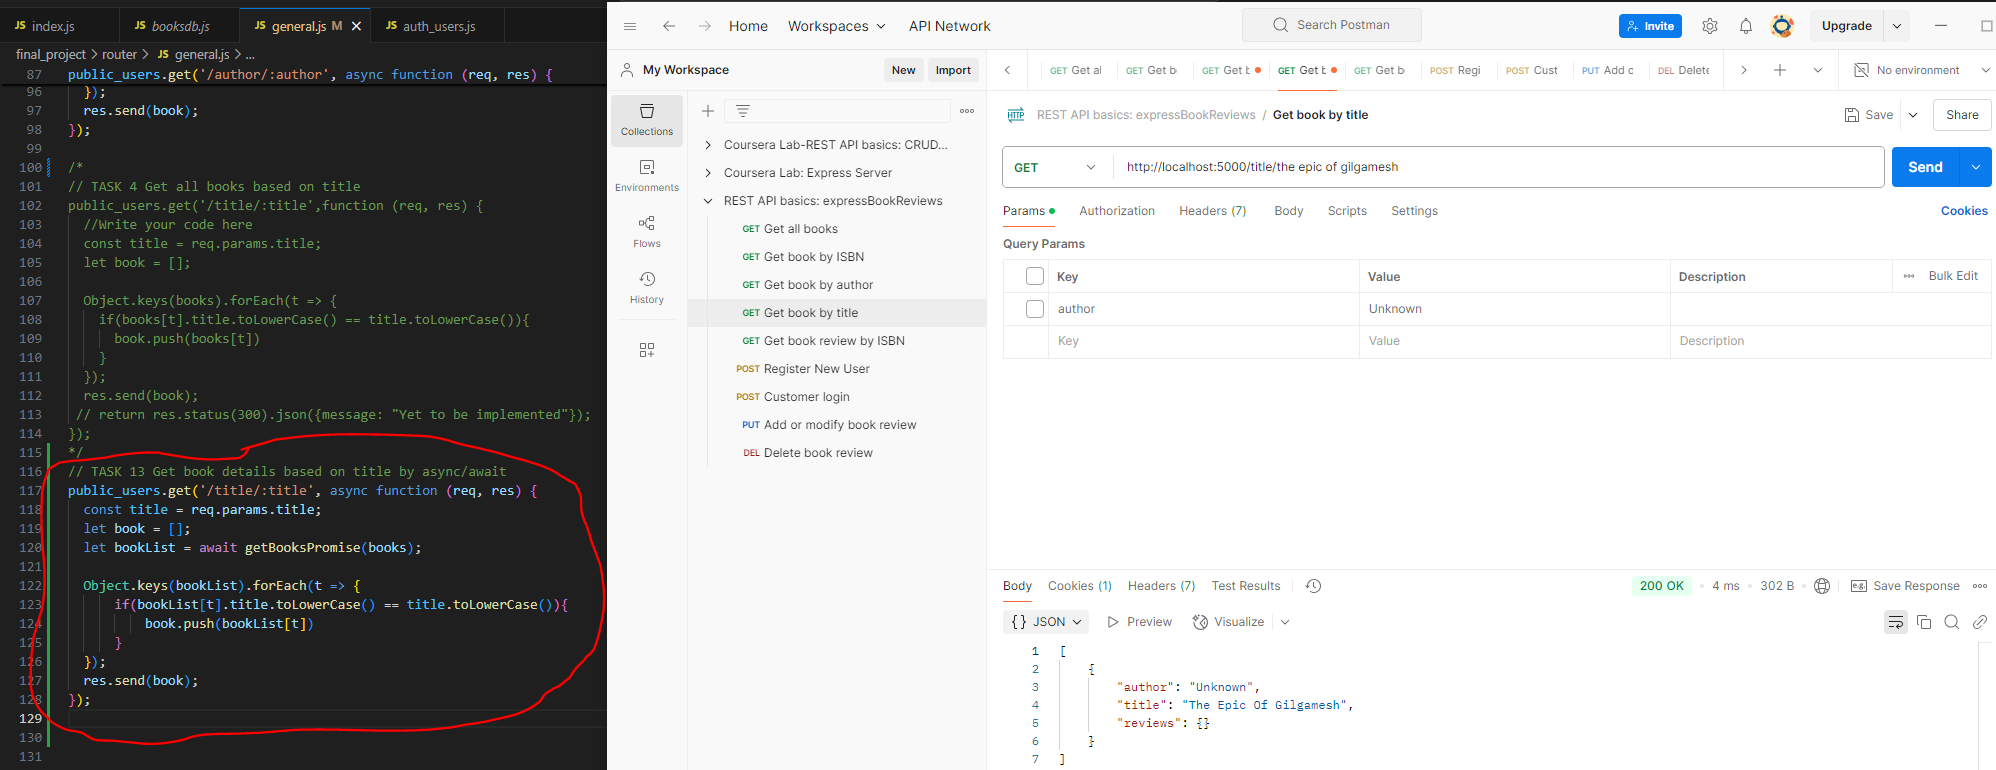 index.js
booksdb.js
general.js M
auth_users.js
final_project > router > general.js > ...
87 public_users.get('/author/:author', async function (req, res) {
96 });
97 res.send(book);
98 });
99
100 /*
101 // TASK 4 Get all books based on title
102 public_users.get('/title/:title',function (req, res) {
103 //Write your code here
104 const title = req.params.title;
105 let book = [];
106
107 Object.keys(books).forEach(t => {
108 if(books[t].title.toLowerCase() == title.toLowerCase()){
109 book.push(books[t])
110 }
111 });
112 res.send(book);
113 // return res.status(300).json({message: "Yet to be implemented"});
114 });
115 */
116 // TASK 13 Get book details based on title by async/await
117 public_users.get('/title/:title', async function (req, res) {
118 const title = req.params.title;
119 let book = [];
120 let bookList = await getBooksPromise(books);
121
122 Object.keys(bookList).forEach(t => {
123 if(bookList[t].title.toLowerCase() == title.toLowerCase()){
124 book.push(bookList[t])
125 }
126 });
127 res.send(book);
128 });
129
130
131
Home Workspaces API Network
Search Postman
Invite Upgrade
My Workspace New Import
Collections
Environments
Flows
History
Coursera Lab-REST API basics: CRUD...
Coursera Lab: Express Server
REST API basics: expressBookReviews
GET Get all books
GET Get book by ISBN
GET Get book by author
GET Get book by title
GET Get book review by ISBN
POST Register New User
POST Customer login
PUT Add or modify book review
DEL Delete book review
GET Get al GET Get b GET Get b GET Get b GET Get b POST Regi POST Cust PUT Add c DEL Delete No environment
HTTP REST API basics: expressBookReviews / Get book by title Save Share
GET http://localhost:5000/title/the epic of gilgamesh Send
Params Authorization Headers (7) Body Scripts Settings Cookies
Query Params
Key Value Description Bulk Edit
author Unknown
Key Value Description
Body Cookies (1) Headers (7) Test Results 200 OK 4 ms 302 B e.g. Save Response
{} JSON Preview Visualize
1 [
2 {
3 "author": "Unknown",
4 "title": "The Epic Of Gilgamesh",
5 "reviews": {}
6 }
7 ]